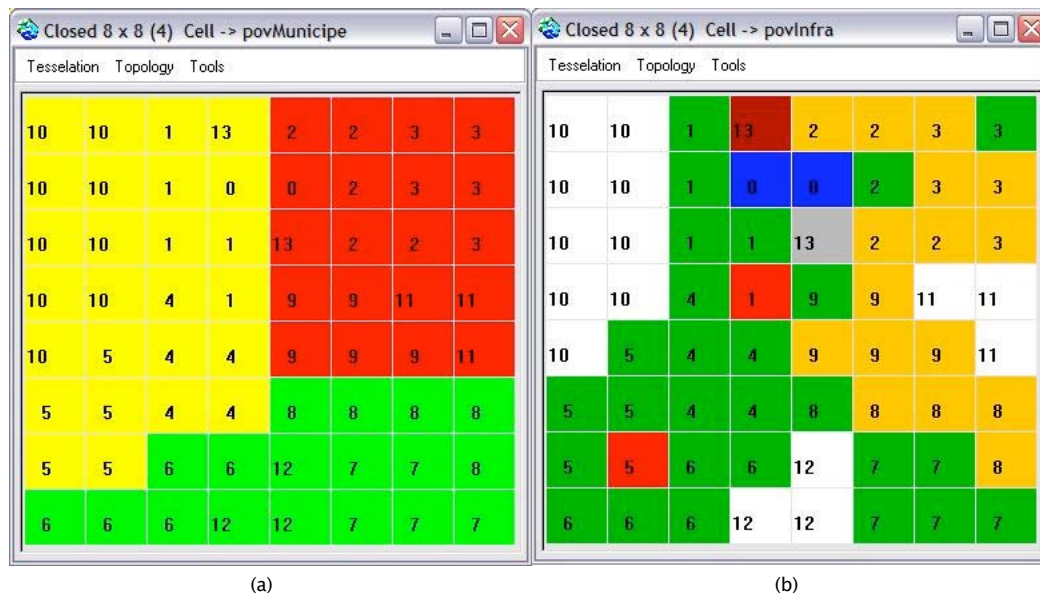 Closed 8 x 8 (4) Cell -> povMunicipe
Tesselation Topology Tools
10 10 1 13 2 2 3 3
10 10 1 0 0 2 3 3
10 10 1 1 13 2 2 3
10 10 4 1 9 9 11 11
10 5 4 4 9 9 9 11
5 5 4 4 8 8 8 8
5 5 6 6 12 7 7 8
6 6 6 12 12 7 7 7
(a)
Closed 8 x 8 (4) Cell -> povInfra
Tesselation Topology Tools
10 10 1 13 2 2 3 3
10 10 1 0 0 2 3 3
10 10 1 1 13 2 2 3
10 10 4 1 9 9 11 11
10 5 4 4 9 9 9 11
5 5 4 4 8 8 8 8
5 5 6 6 12 7 7 8
6 6 6 12 12 7 7 7
(b)